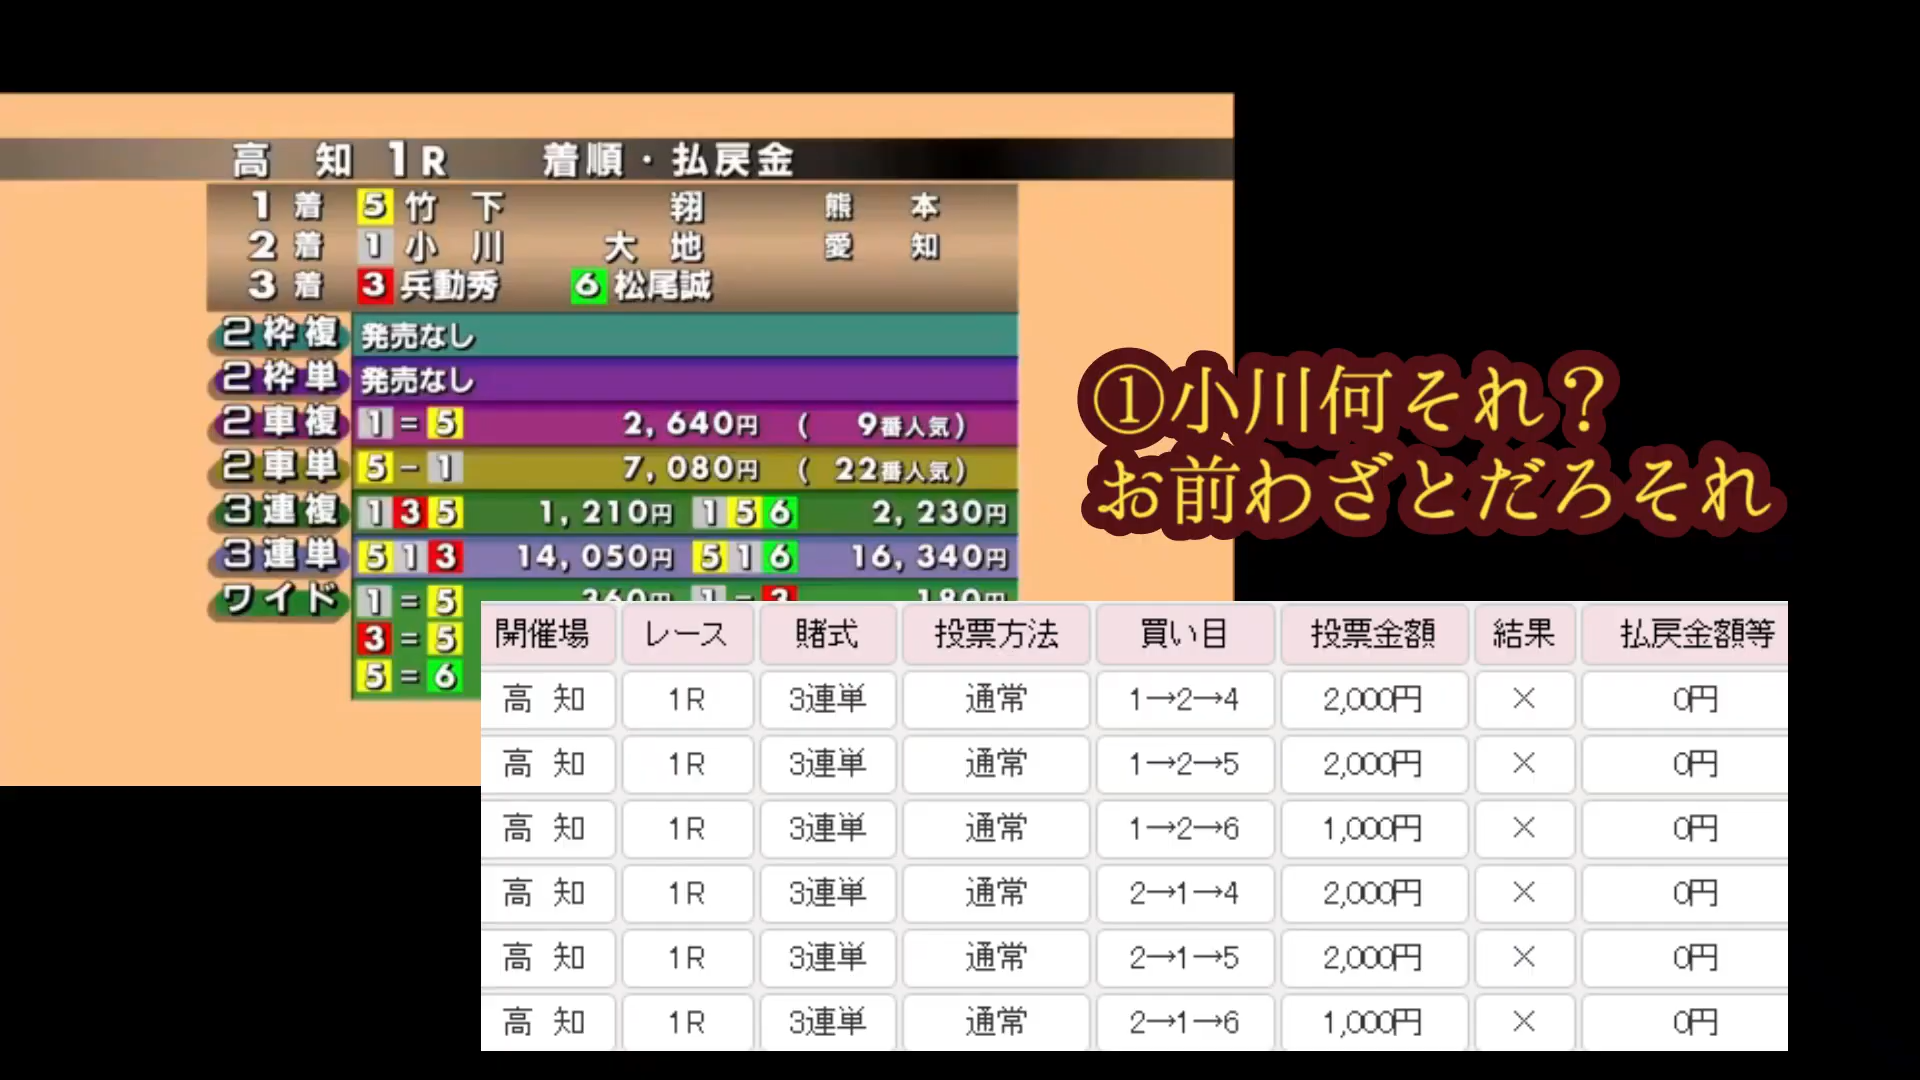 高知 1R 着順・払戻金
1着 5 竹下 翔 熊本
2着 1 小川 大地 愛知
3着 3 兵動秀 6 松尾誠
2枠複 発売なし
2枠単 発売なし
2車複 1=5 2,640円 ( 9番人気)
2車単 5-1 7,080円 ( 22番人気)
3連複 1 3 5 1,210円 1 5 6 2,230円
3連単 5 1 3 14,050円 5 1 6 16,340円
ワイド 1=5 360円 1=3 180円
3=5
5=6
①小川何それ?
お前わざとだろそれ
開催場 レース 賭式 投票方法 買い目 投票金額 結果 払戻金額等
高 知 1R 3連単 通常 1→2→4 2,000円 × 0円
高 知 1R 3連単 通常 1→2→5 2,000円 × 0円
高 知 1R 3連単 通常 1→2→6 1,000円 × 0円
高 知 1R 3連単 通常 2→1→4 2,000円 × 0円
高 知 1R 3連単 通常 2→1→5 2,000円 × 0円
高 知 1R 3連単 通常 2→1→6 1,000円 × 0円